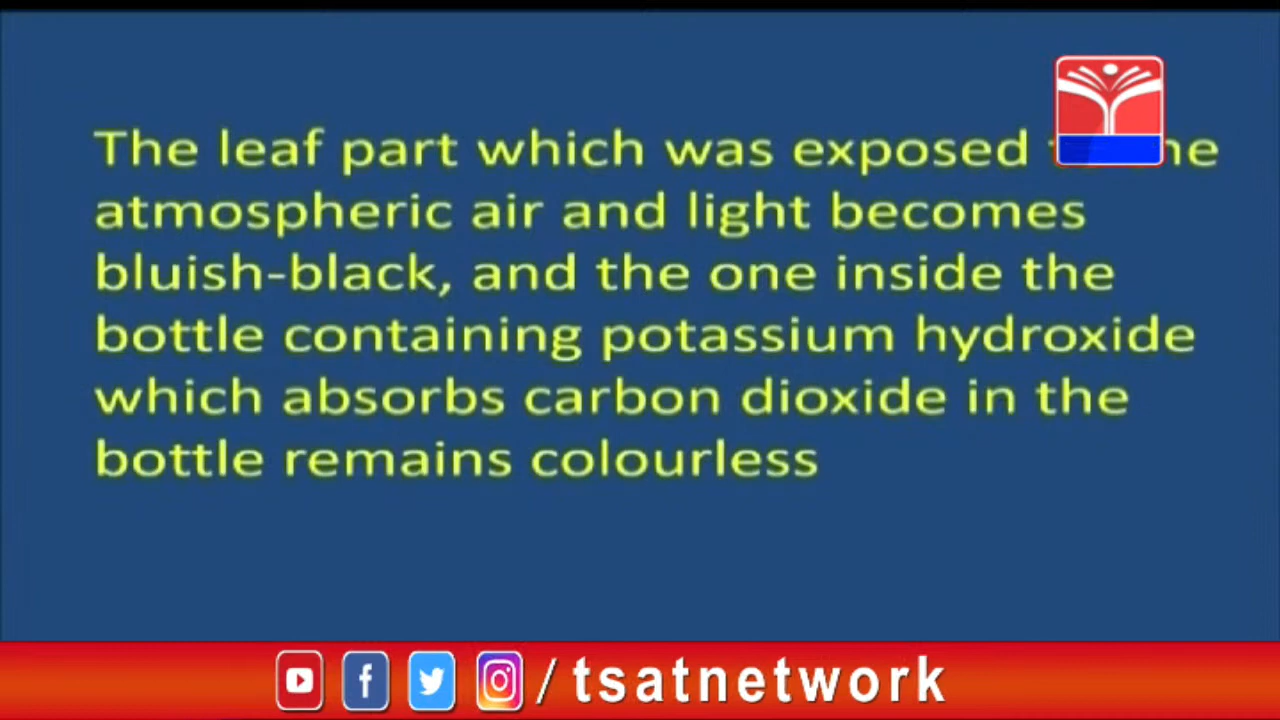 The leaf part which was exposed
atmospheric air and light becomes
bluish-black, and the one inside the
bottle containing potassium hydroxide
which absorbs carbon dioxide in the
bottle remains colourless
/tsatnetwork